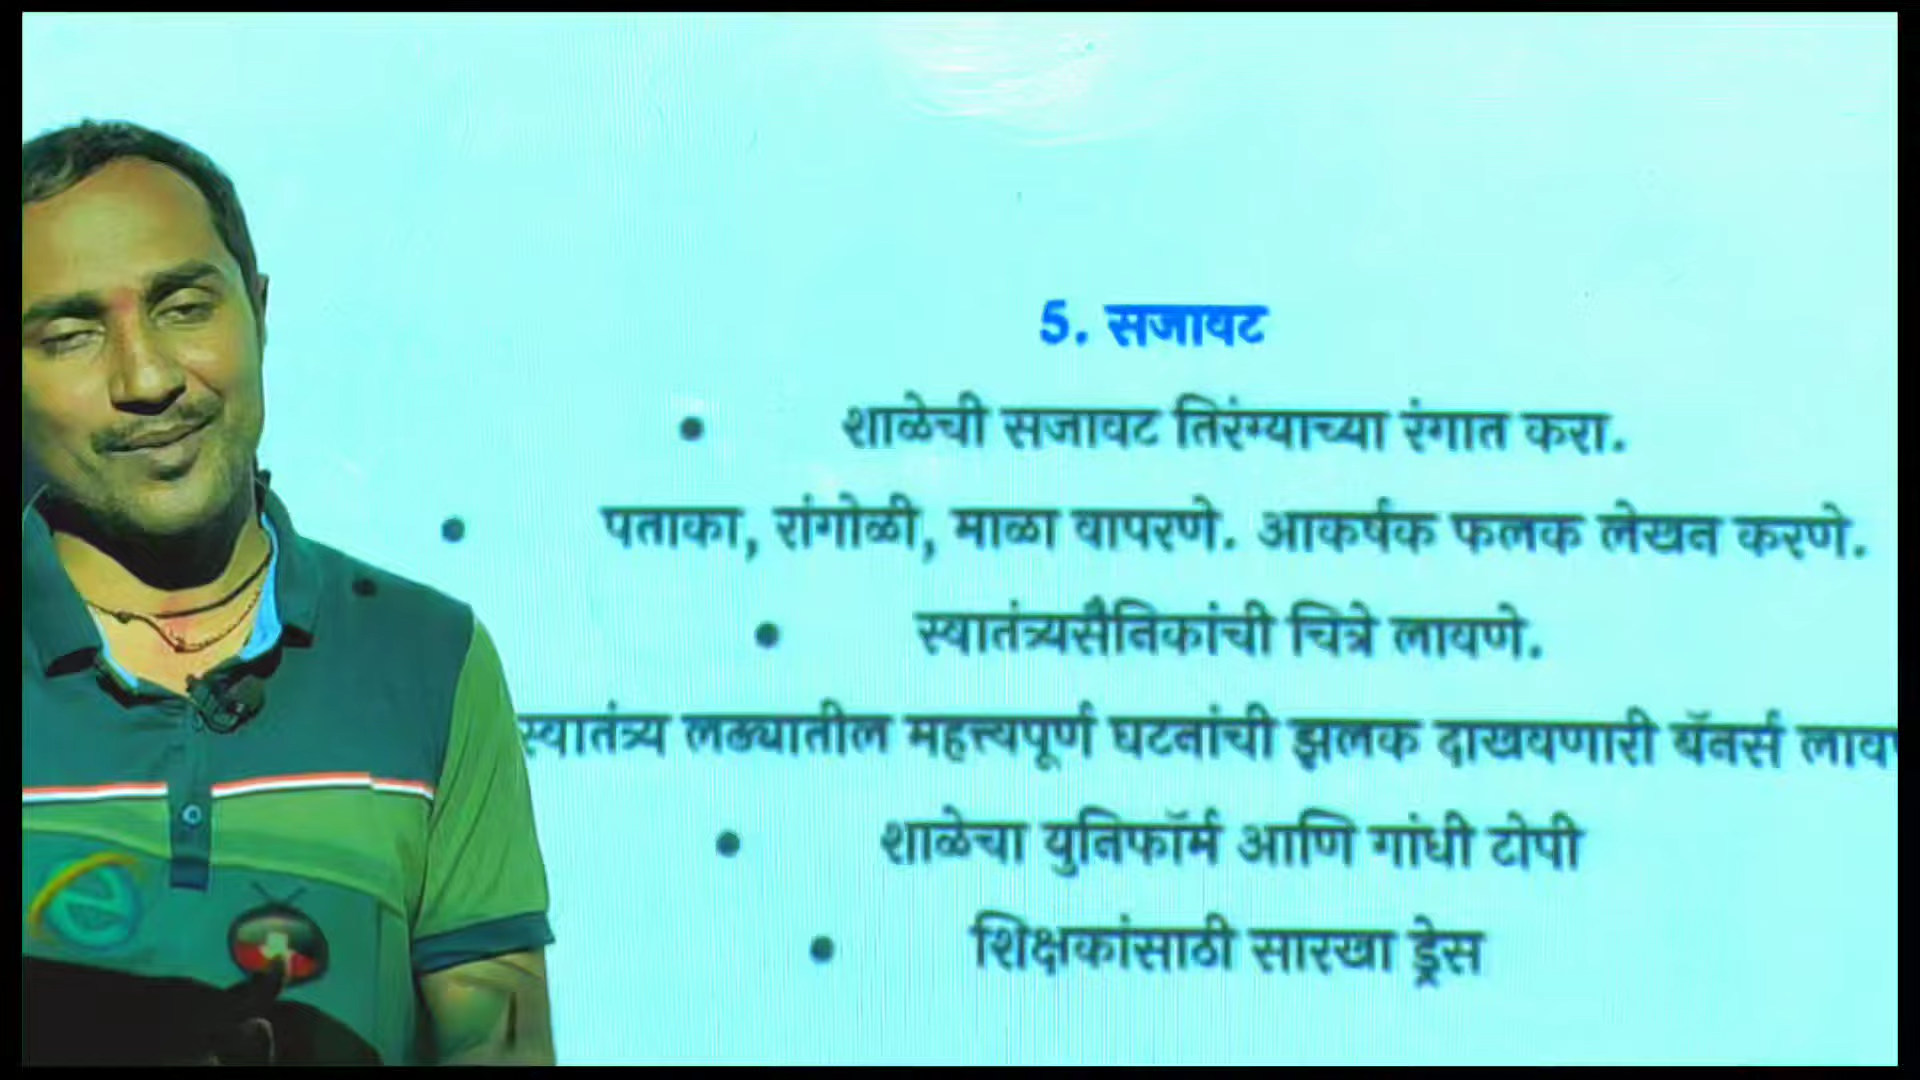 5. सजावट
• शाळेची सजावट तिरंग्याच्या रंगात करा.
• पताका, रांगोळी, माळा वापरणे. आकर्षक फलक लेखन करणे.
• स्वातंत्र्यसैनिकांची चित्रे लावणे.
• स्वातंत्र्य लढ्यातील महत्त्वपूर्ण घटनांची झलक दाखवणारी बॅनर्स
• शाळेचा युनिफॉर्म आणि गांधी टोपी
• शिक्षकांसाठी सारखा ड्रेस